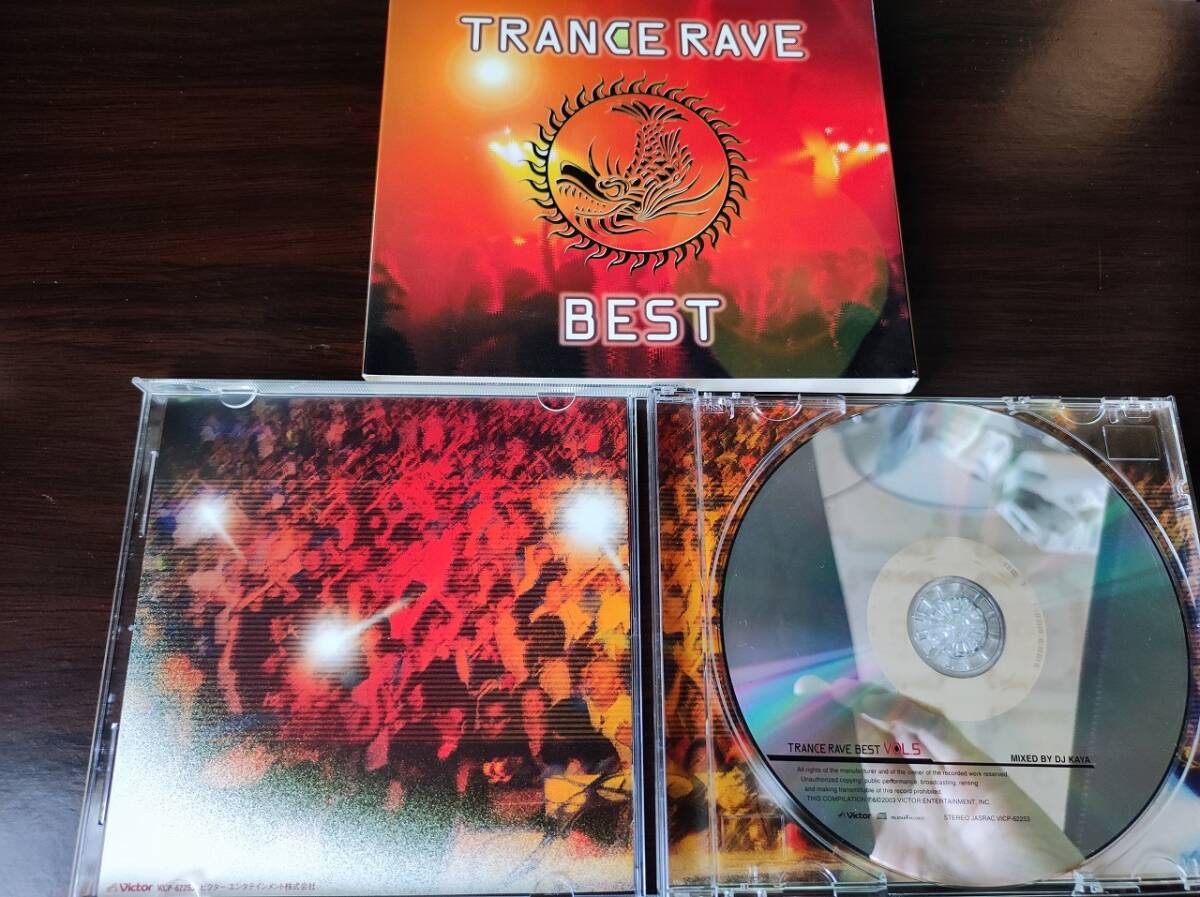 TRANCE RAVE
BEST
TRANCE RAVE BEST VOL5
MIXED BY DJ KAYA
All rights of the manufacturer and of the owner of the recorded work reserved.
Unauthorized copying, public performance, broadcasting, renting
and making transmittable of this record prohibited.
THIS COMPILATION ℗&©2003 VICTOR ENTERTAINMENT, INC.
Victor
STEREO JASRAC VICP-62253
Victor VICP-62253 ビクター エンタテインメント株式会社